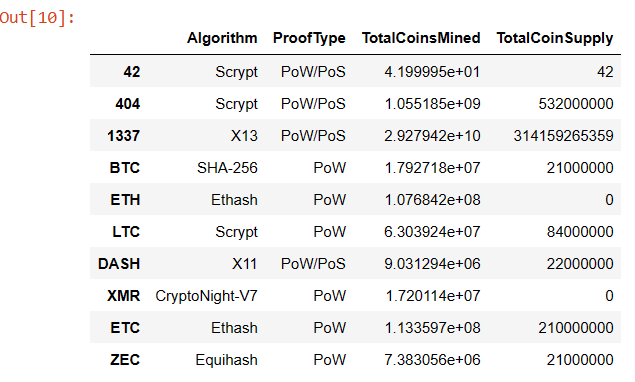 Out[10]:
Algorithm ProofType TotalCoinsMined TotalCoinSupply
42 Scrypt PoW/PoS 4.199995e+01 42
404 Scrypt PoW/PoS 1.055185e+09 532000000
1337 X13 PoW/PoS 2.927942e+10 314159265359
BTC SHA-256 PoW 1.792718e+07 21000000
ETH Ethash PoW 1.076842e+08 0
LTC Scrypt PoW 6.303924e+07 84000000
DASH X11 PoW/PoS 9.031294e+06 22000000
XMR CryptoNight-V7 PoW 1.720114e+07 0
ETC Ethash PoW 1.133597e+08 210000000
ZEC Equihash PoW 7.383056e+06 21000000